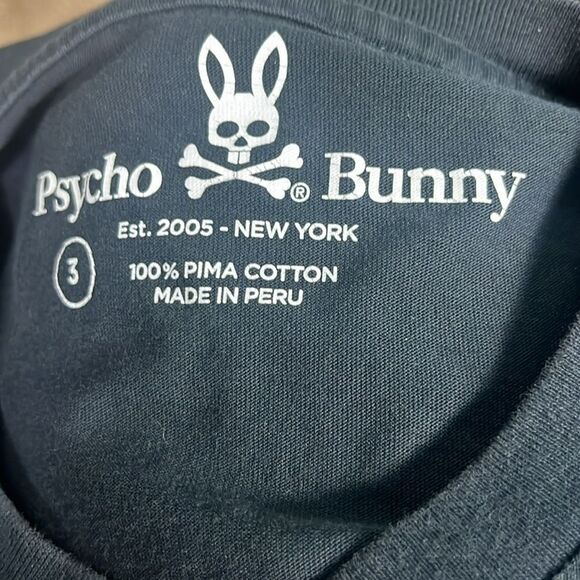 Psycho ® Bunny
Est. 2005 - NEW YORK
3
100% PIMA COTTON
MADE IN PERU